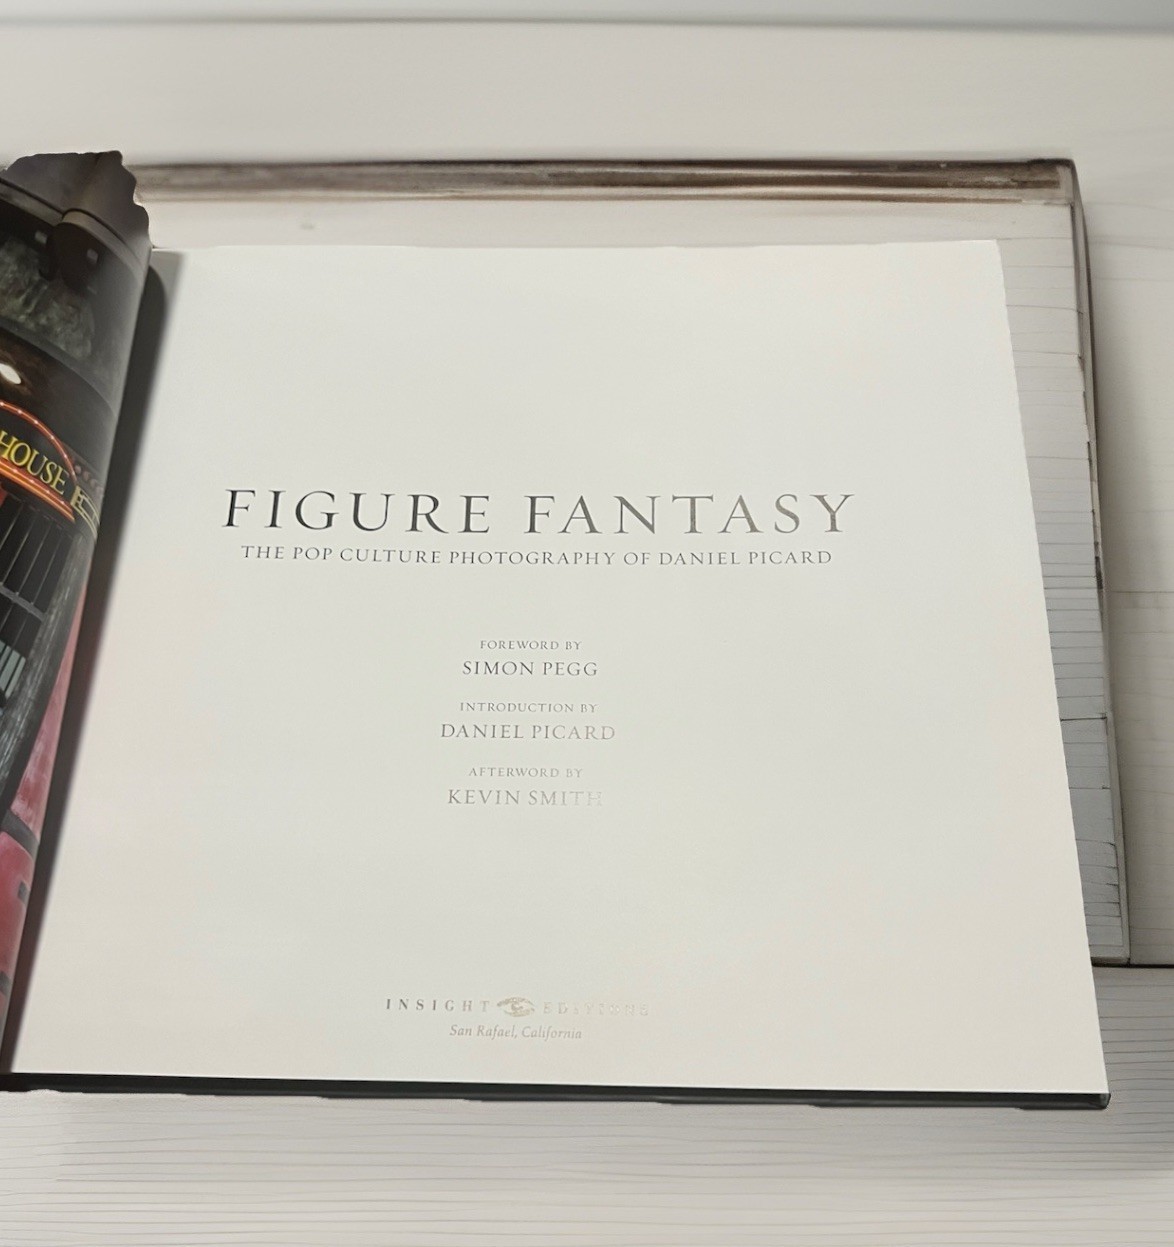 HOUSE
FIGURE FANTASY
THE POP CULTURE PHOTOGRAPHY OF DANIEL PICARD
FOREWORD BY
SIMON PEGG
INTRODUCTION BY
DANIEL PICARD
AFTERWORD BY
KEVIN SMITH
INSIGHT EDITIONS
San Rafael, California